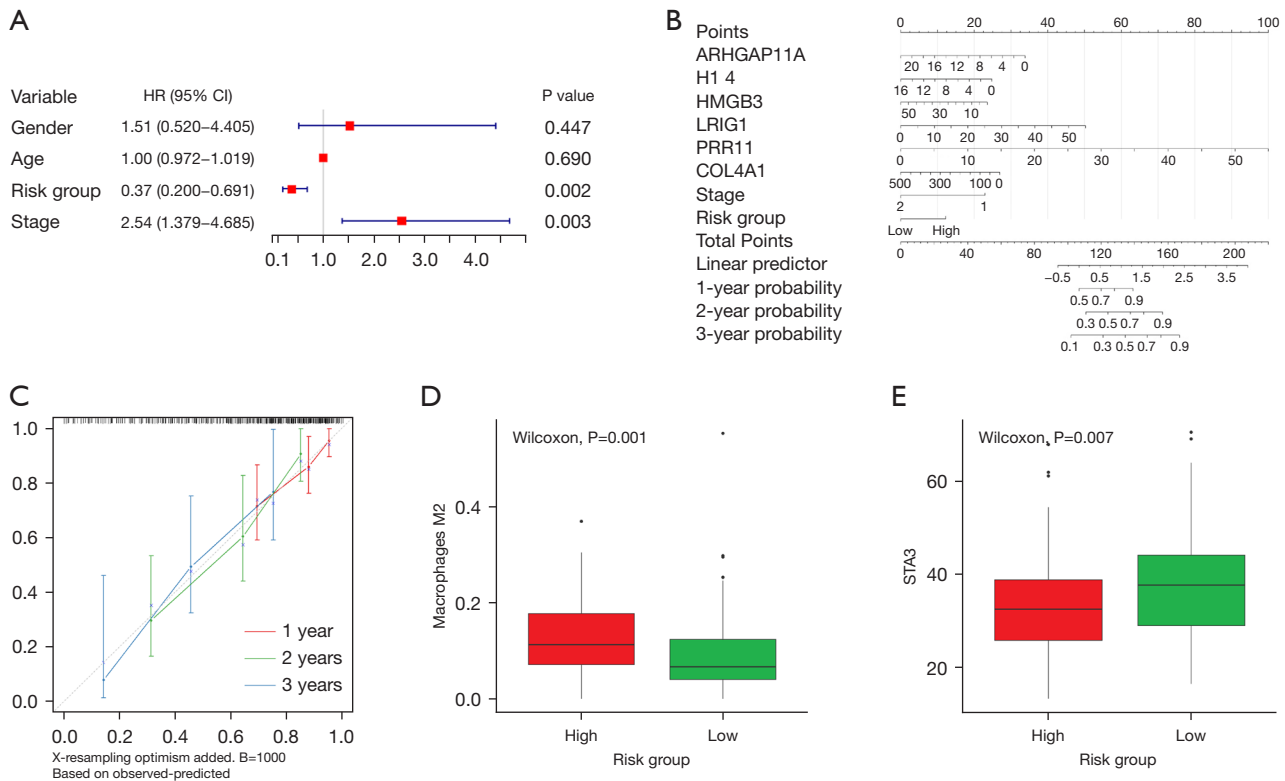 A
Variable HR (95% CI) P value
Gender 1.51 (0.520–4.405) 0.447
Age 1.00 (0.972–1.019) 0.690
Risk group 0.37 (0.200–0.691) 0.002
Stage 2.54 (1.379–4.685) 0.003
0.1 1.0 2.0 3.0 4.0
B
Points 0 20 40 60 80 100
ARHGAP11A
20 16 12 8 4 0
H1 4
16 12 8 4 0
HMGB3
50 30 10
LRIG1
0 10 20 30 40 50
PRR11
0 10 20 30 40 50
COL4A1
500 300 100 0
Stage
2 1
Risk group
Low High
Total Points
0 40 80 120 160 200
Linear predictor
−0.5 0.5 1.5 2.5 3.5
1-year probability
0.5 0.7 0.9
2-year probability
0.3 0.5 0.7 0.9
3-year probability
0.1 0.3 0.5 0.7 0.9
C
1.0
0.8
0.6
0.4
0.2
0.0
1 year
2 years
3 years
0.0 0.2 0.4 0.6 0.8 1.0
X-resampling optimism added. B=1000
Based on observed-predicted
D
Wilcoxon, P=0.001
Macrophages M2
0.4
0.2
0.0
High Low
Risk group
E
Wilcoxon, P=0.007
STA3
60
40
20
High Low
Risk group